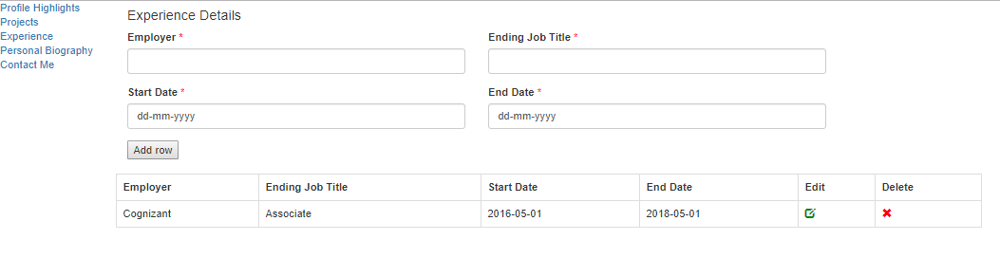 Profile Highlights
Projects
Experience
Personal Biography
Contact Me
Experience Details
Employer * Ending Job Title *
Start Date * End Date *
dd-mm-yyyy dd-mm-yyyy
Add row
Employer Ending Job Title Start Date End Date Edit Delete
Cognizant Associate 2016-05-01 2018-05-01